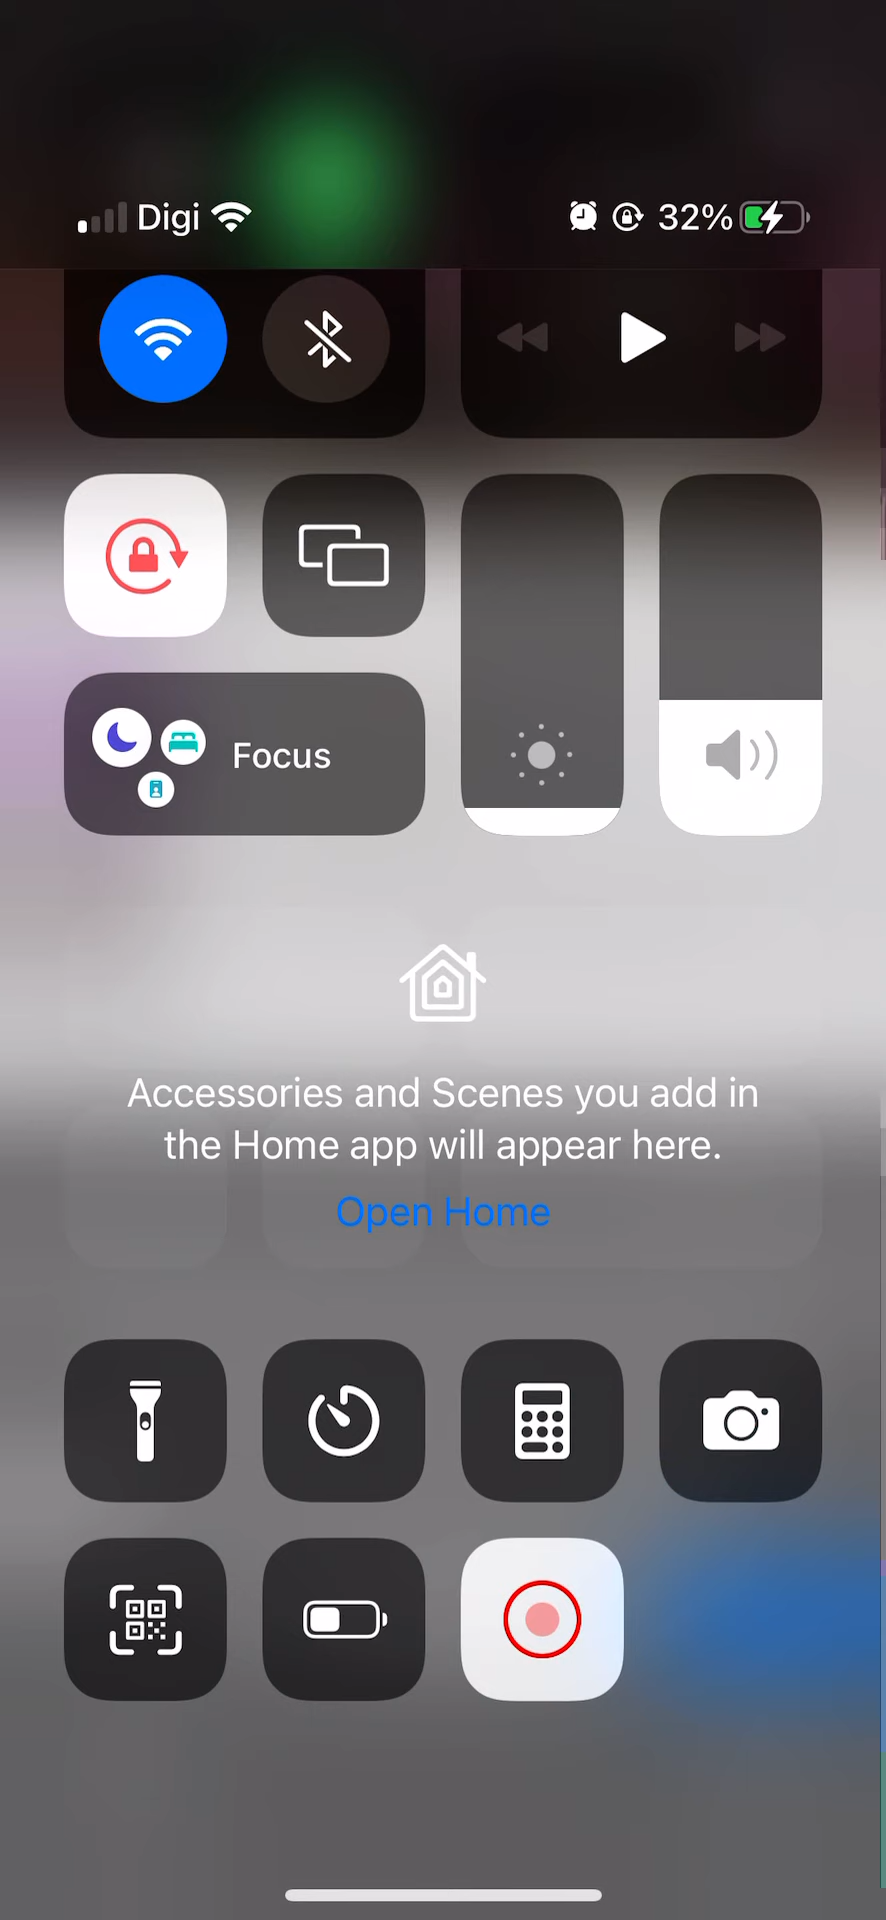 Digi 32%
Focus
Accessories and Scenes you add in
the Home app will appear here.
Open Home